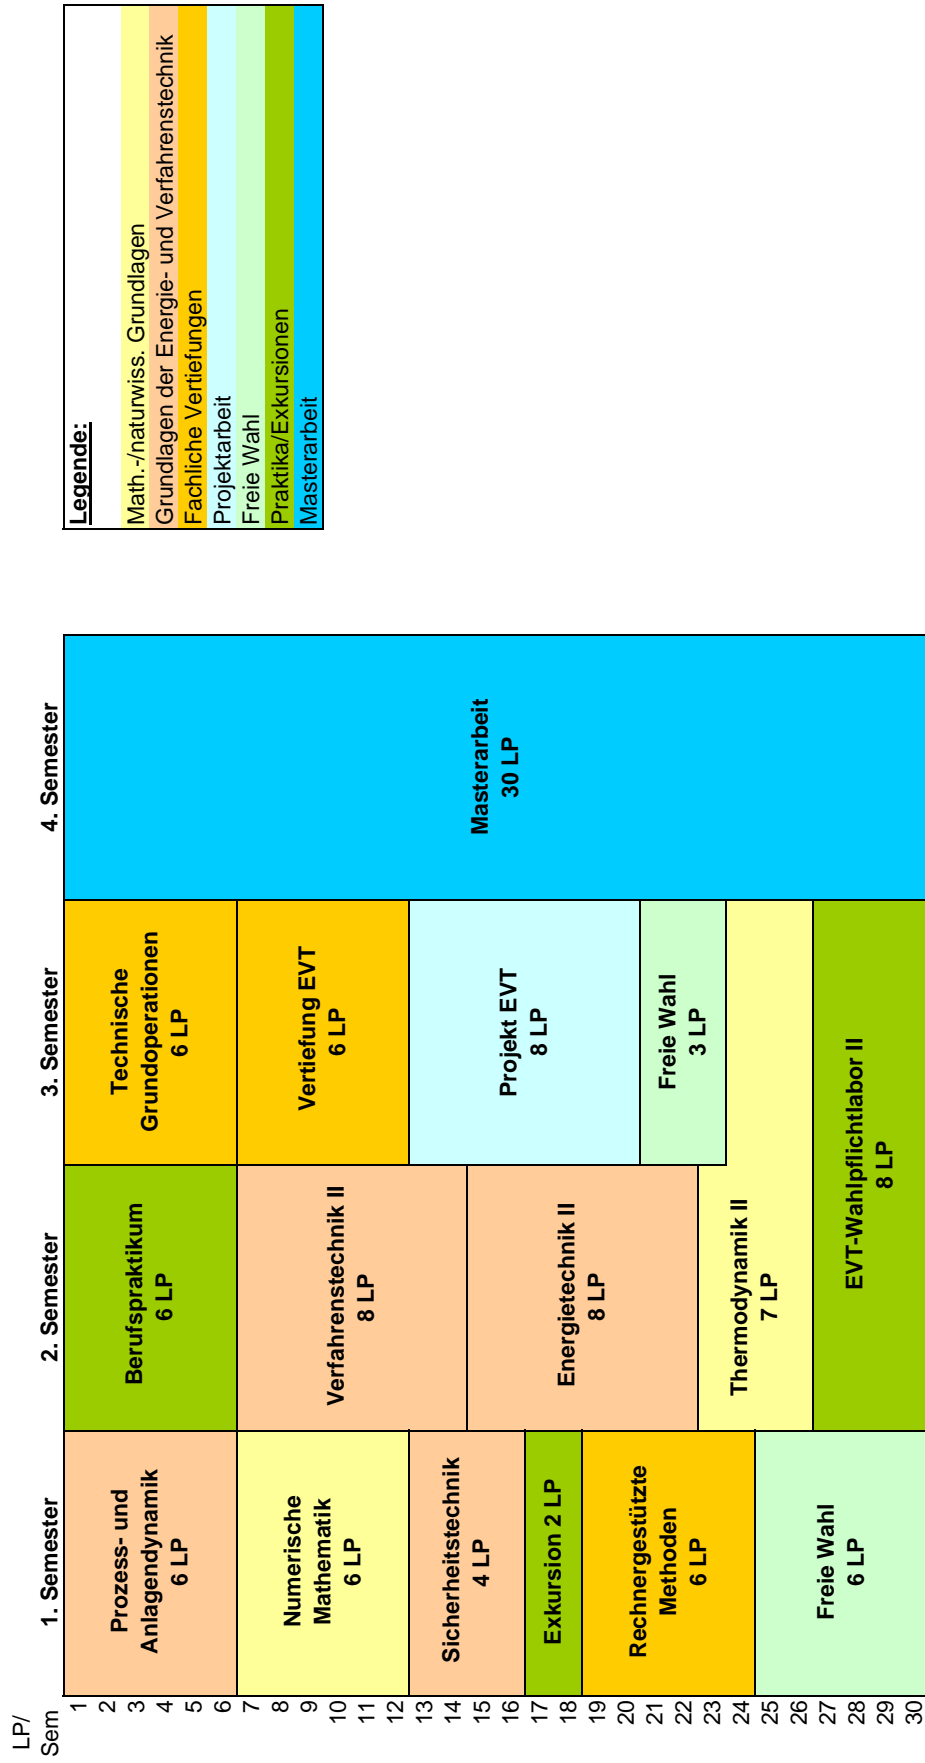 LP/
Sem
1. Semester
2. Semester
3. Semester
4. Semester
1
2
3
4
5
6
7
8
9
10
11
12
13
14
15
16
17
18
19
20
21
22
23
24
25
26
27
28
29
30
Prozess- und
Anlagendynamik
6 LP
Numerische
Mathematik
6 LP
Sicherheitstechnik
4 LP
Exkursion 2 LP
Rechnergestützte
Methoden
6 LP
Freie Wahl
6 LP
Berufspraktikum
6 LP
Verfahrenstechnik II
8 LP
Energietechnik II
8 LP
Thermodynamik II
7 LP
EVT-Wahlpflichtlabor II
8 LP
Technische
Grundoperationen
6 LP
Vertiefung EVT
6 LP
Projekt EVT
8 LP
Freie Wahl
3 LP
Masterarbeit
30 LP
Legende:
Math.-/naturwiss. Grundlagen
Grundlagen der Energie- und Verfahrenstechnik
Fachliche Vertiefungen
Projektarbeit
Freie Wahl
Praktika/Exkursionen
Masterarbeit